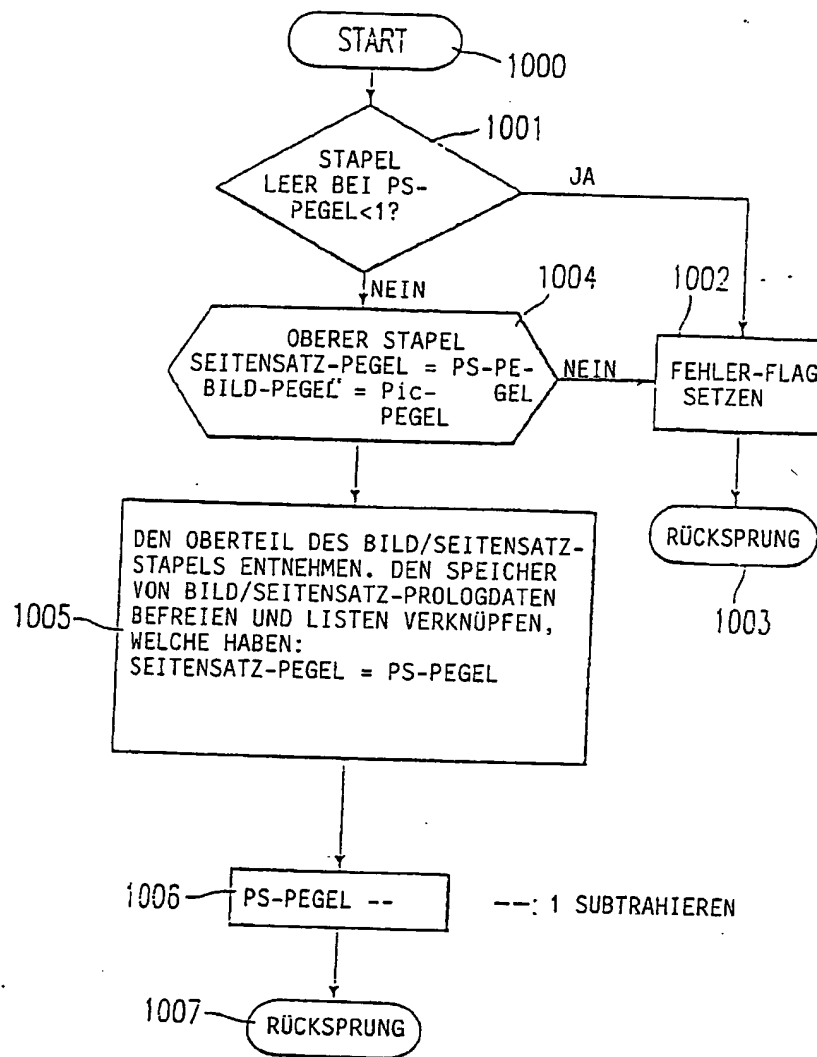 START
1000
1001
STAPEL
LEER BEI PS-
PEGEL<1?
JA
NEIN
1004
OBERER STAPEL
SEITENSATZ-PEGEL = PS-PE-
GEL
BILD-PEGEL = Pic-
PEGEL
NEIN
1002
FEHLER-FLAG
SETZEN
RÜCKSPRUNG
1003
DEN OBERTEIL DES BILD/SEITENSATZ-
STAPELS ENTNEHMEN. DEN SPEICHER
VON BILD/SEITENSATZ-PROLOGDATEN
BEFREIEN UND LISTEN VERKNÜPFEN,
WELCHE HABEN:
SEITENSATZ-PEGEL = PS-PEGEL
1005
1006
PS-PEGEL --
--: 1 SUBTRAHIEREN
1007
RÜCKSPRUNG